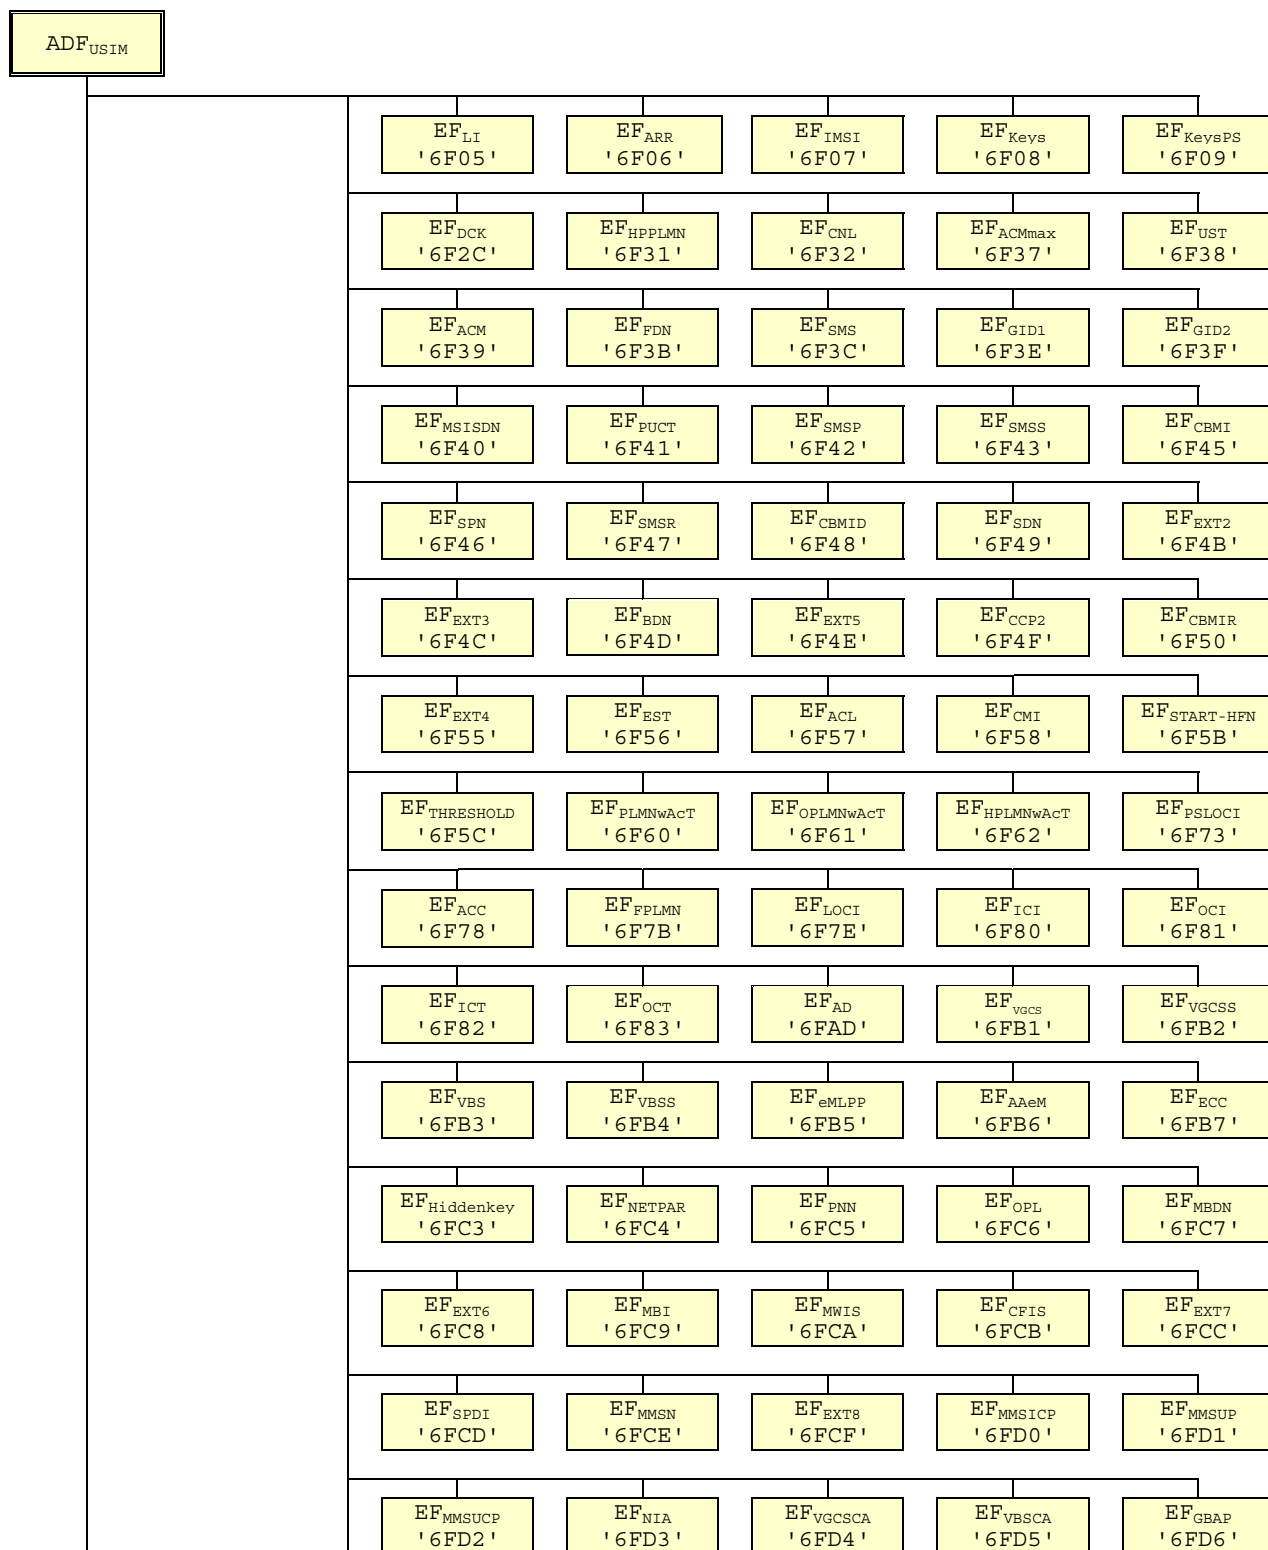 ADFUSIM
EFLI EFARR EFIMSI EFKeys EFKeysPS
'6F05' '6F06' '6F07' '6F08' '6F09'
EFDCK EFHPPLMN EFCNL EFACMmax EFUST
'6F2C' '6F31' '6F32' '6F37' '6F38'
EFACM EFFDN EFSMS EFGID1 EFGID2
'6F39' '6F3B' '6F3C' '6F3E' '6F3F'
EFMSISDN EFPUCT EFSMSP EFSMSS EFCBMI
'6F40' '6F41' '6F42' '6F43' '6F45'
EFSPN EFSMSR EFCBMID EFSDN EFEXT2
'6F46' '6F47' '6F48' '6F49' '6F4B'
EFEXT3 EFBDN EFEXT5 EFCCP2 EFCBMIR
'6F4C' '6F4D' '6F4E' '6F4F' '6F50'
EFEXT4 EFEST EFACL EFCMI EFSTART-HFN
'6F55' '6F56' '6F57' '6F58' '6F5B'
EFTHRESHOLD EFPLMNwAcT EFOPLMNwAcT EFHPLMNwAcT EFPSLOCI
'6F5C' '6F60' '6F61' '6F62' '6F73'
EFACC EFFPLMN EFLOCI EFICI EFOCI
'6F78' '6F7B' '6F7E' '6F80' '6F81'
EFICT EFOCT EFAD EFVGCS EFVGCSS
'6F82' '6F83' '6FAD' '6FB1' '6FB2'
EFVBS EFVBSS EFeMLPP EFAAeM EFECC
'6FB3' '6FB4' '6FB5' '6FB6' '6FB7'
EFHiddenkey EFNETPAR EFPNN EFOPL EFMBDN
'6FC3' '6FC4' '6FC5' '6FC6' '6FC7'
EFEXT6 EFMBI EFMWIS EFCFIS EFEXT7
'6FC8' '6FC9' '6FCA' '6FCB' '6FCC'
EFSPDI EFMMSN EFEXT8 EFMMSICP EFMMSUP
'6FCD' '6FCE' '6FCF' '6FD0' '6FD1'
EFMMSUCP EFNIA EFVGCSCA EFVBSCA EFGBAP
'6FD2' '6FD3' '6FD4' '6FD5' '6FD6'